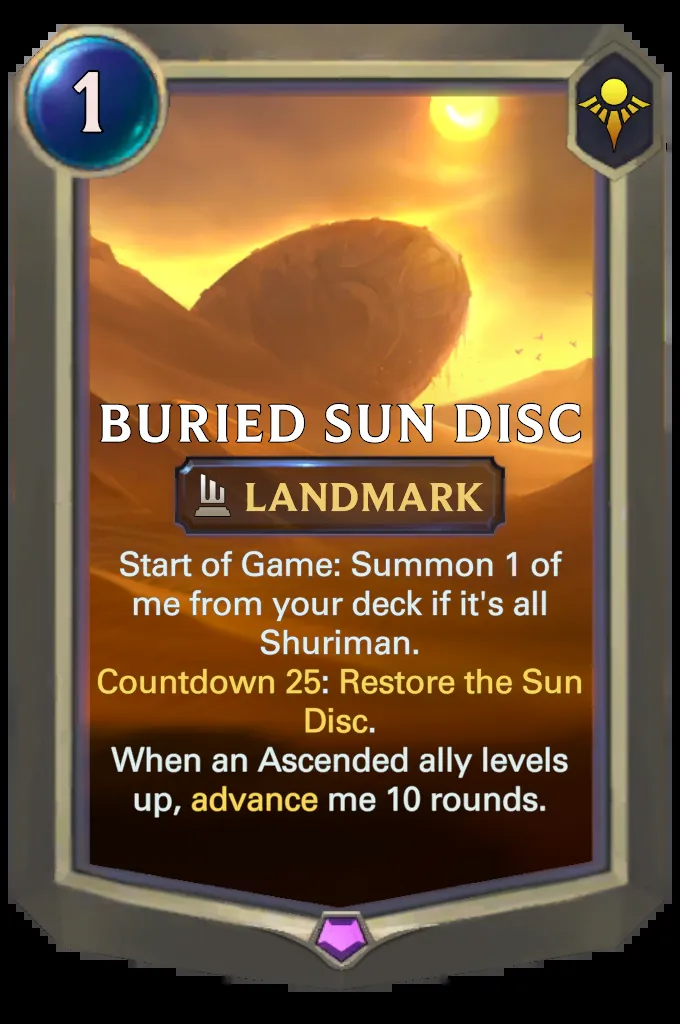 1
BURIED SUN DISC
LANDMARK
Start of Game: Summon 1 of
me from your deck if it's all
Shuriman.
Countdown 25: Restore the Sun
Disc.
When an Ascended ally levels
up, advance me 10 rounds.